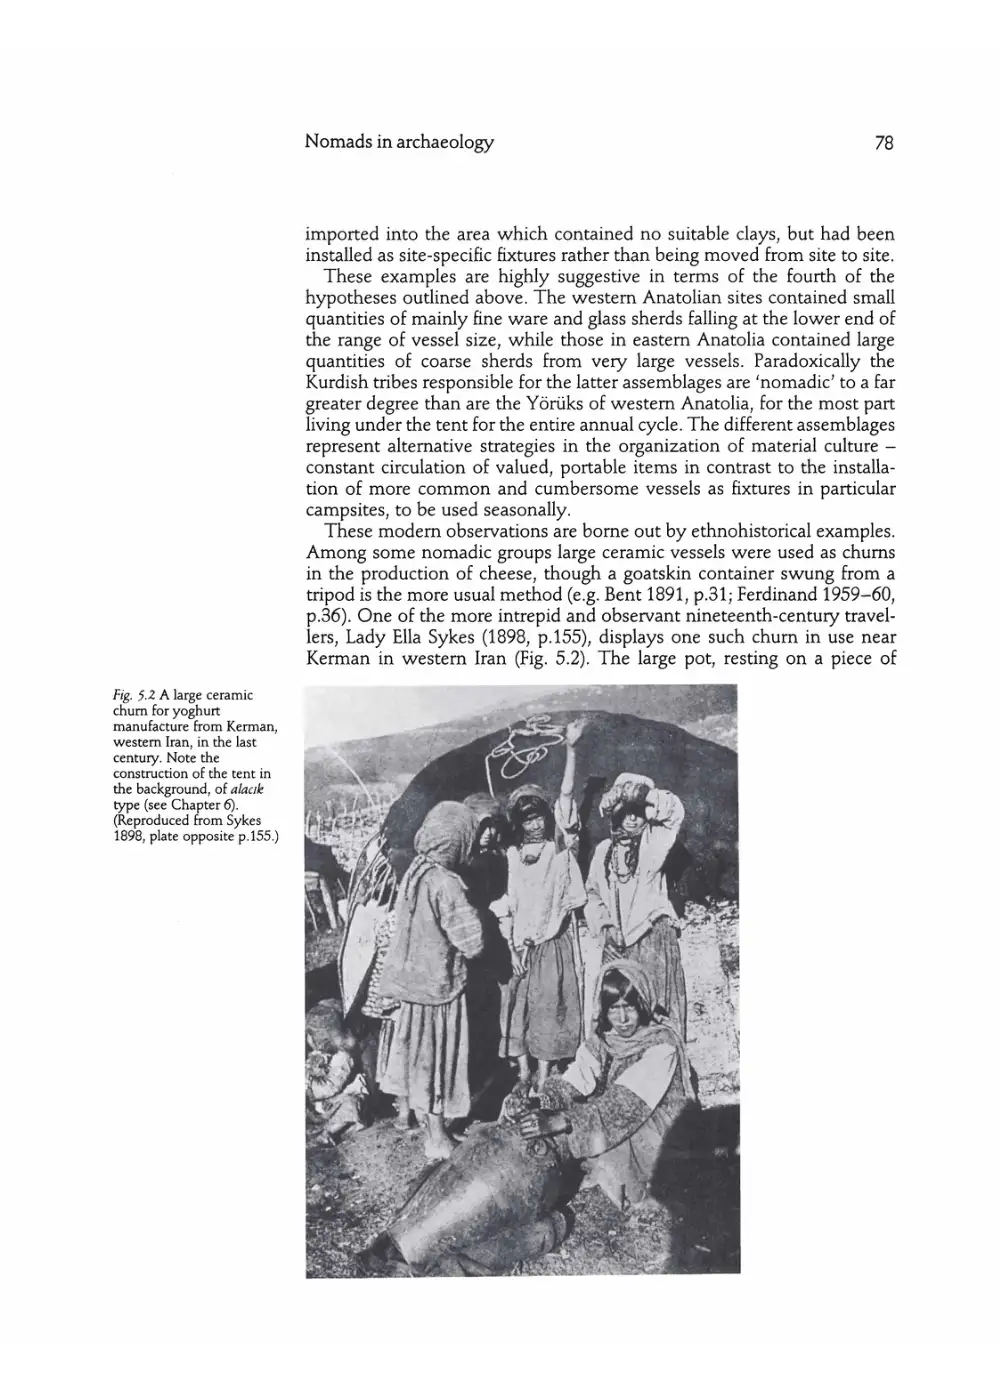 Nomads in archaeology 78
imported into the area which contained no suitable clays, but had been
installed as site-specific fixtures rather than being moved from site to site.
These examples are highly suggestive in terms of the fourth of the
hypotheses outlined above. The western Anatolian sites contained small
quantities of mainly fine ware and glass sherds falling at the lower end of
the range of vessel size, while those in eastern Anatolia contained large
quantities of coarse sherds from very large vessels. Paradoxically the
Kurdish tribes responsible for the latter assemblages are ‘nomadic’ to a far
greater degree than are the Yörüks of western Anatolia, for the most part
living under the tent for the entire annual cycle. The different assemblages
represent alternative strategies in the organization of material culture –
constant circulation of valued, portable items in contrast to the installa-
tion of more common and cumbersome vessels as fixtures in particular
campsites, to be used seasonally.
These modern observations are borne out by ethnohistorical examples.
Among some nomadic groups large ceramic vessels were used as churns
in the production of cheese, though a goatskin container swung from a
tripod is the more usual method (e.g. Bent 1891, p.31; Ferdinand 1959–60,
p.36). One of the more intrepid and observant nineteenth-century travel-
lers, Lady Ella Sykes (1898, p.155), displays one such churn in use near
Kerman in western Iran (Fig. 5.2). The large pot, resting on a piece of
Fig. 5.2 A large ceramic
churn for yoghurt
manufacture from Kerman,
western Iran, in the last
century. Note the
construction of the tent in
the background, of alacık
type (see Chapter 6).
(Reproduced from Sykes
1898, plate opposite p.155.)